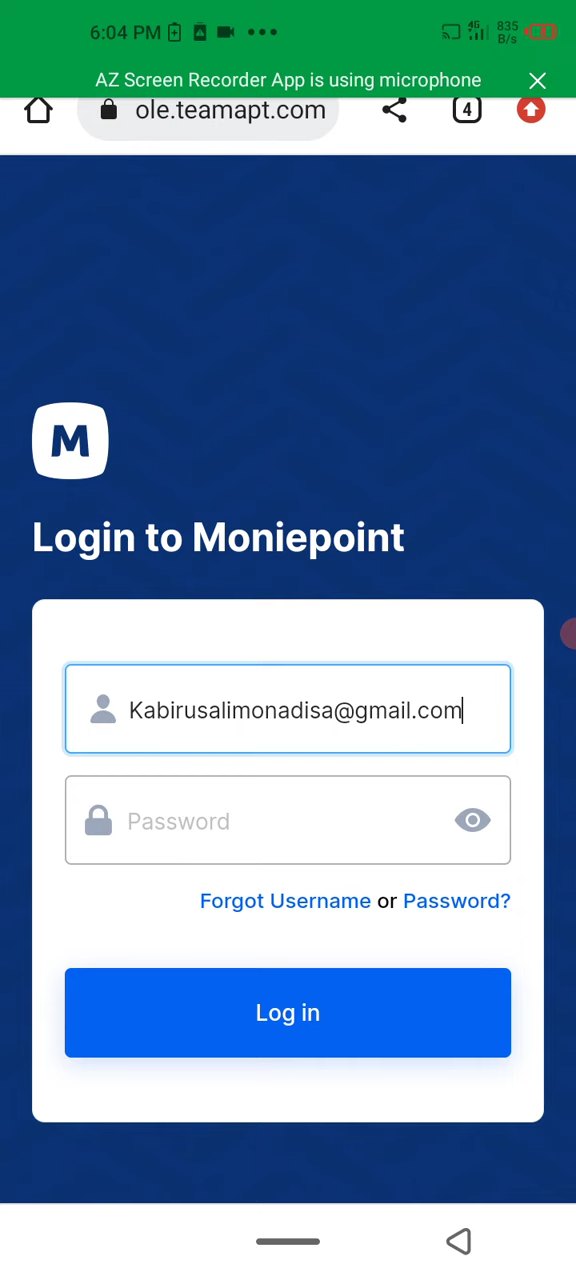 6:04 PM
4G
835
B/s
AZ Screen Recorder App is using microphone
ole.teamapt.com
4
M
Login to Moniepoint
Kabirusalimonadisa@gmail.com
Password
Forgot Username or Password?
Log in